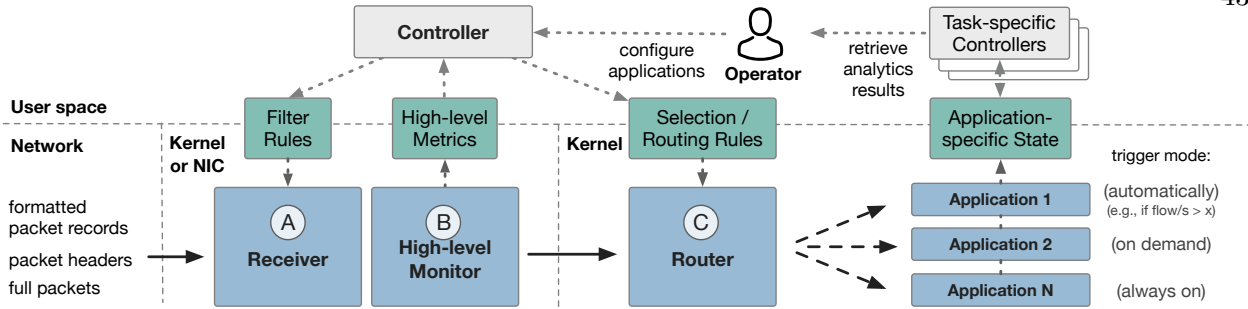 Controller
configure
applications
Operator
retrieve
analytics
results
Task-specific
Controllers
User space
Filter
Rules
High-level
Metrics
Selection /
Routing Rules
Application-
specific State
Network
Kernel
or NIC
Kernel
trigger mode:
formatted
packet records
packet headers
full packets
A
Receiver
B
High-level
Monitor
C
Router
Application 1
(automatically)
(e.g., if flow/s > x)
Application 2
(on demand)
Application N
(always on)